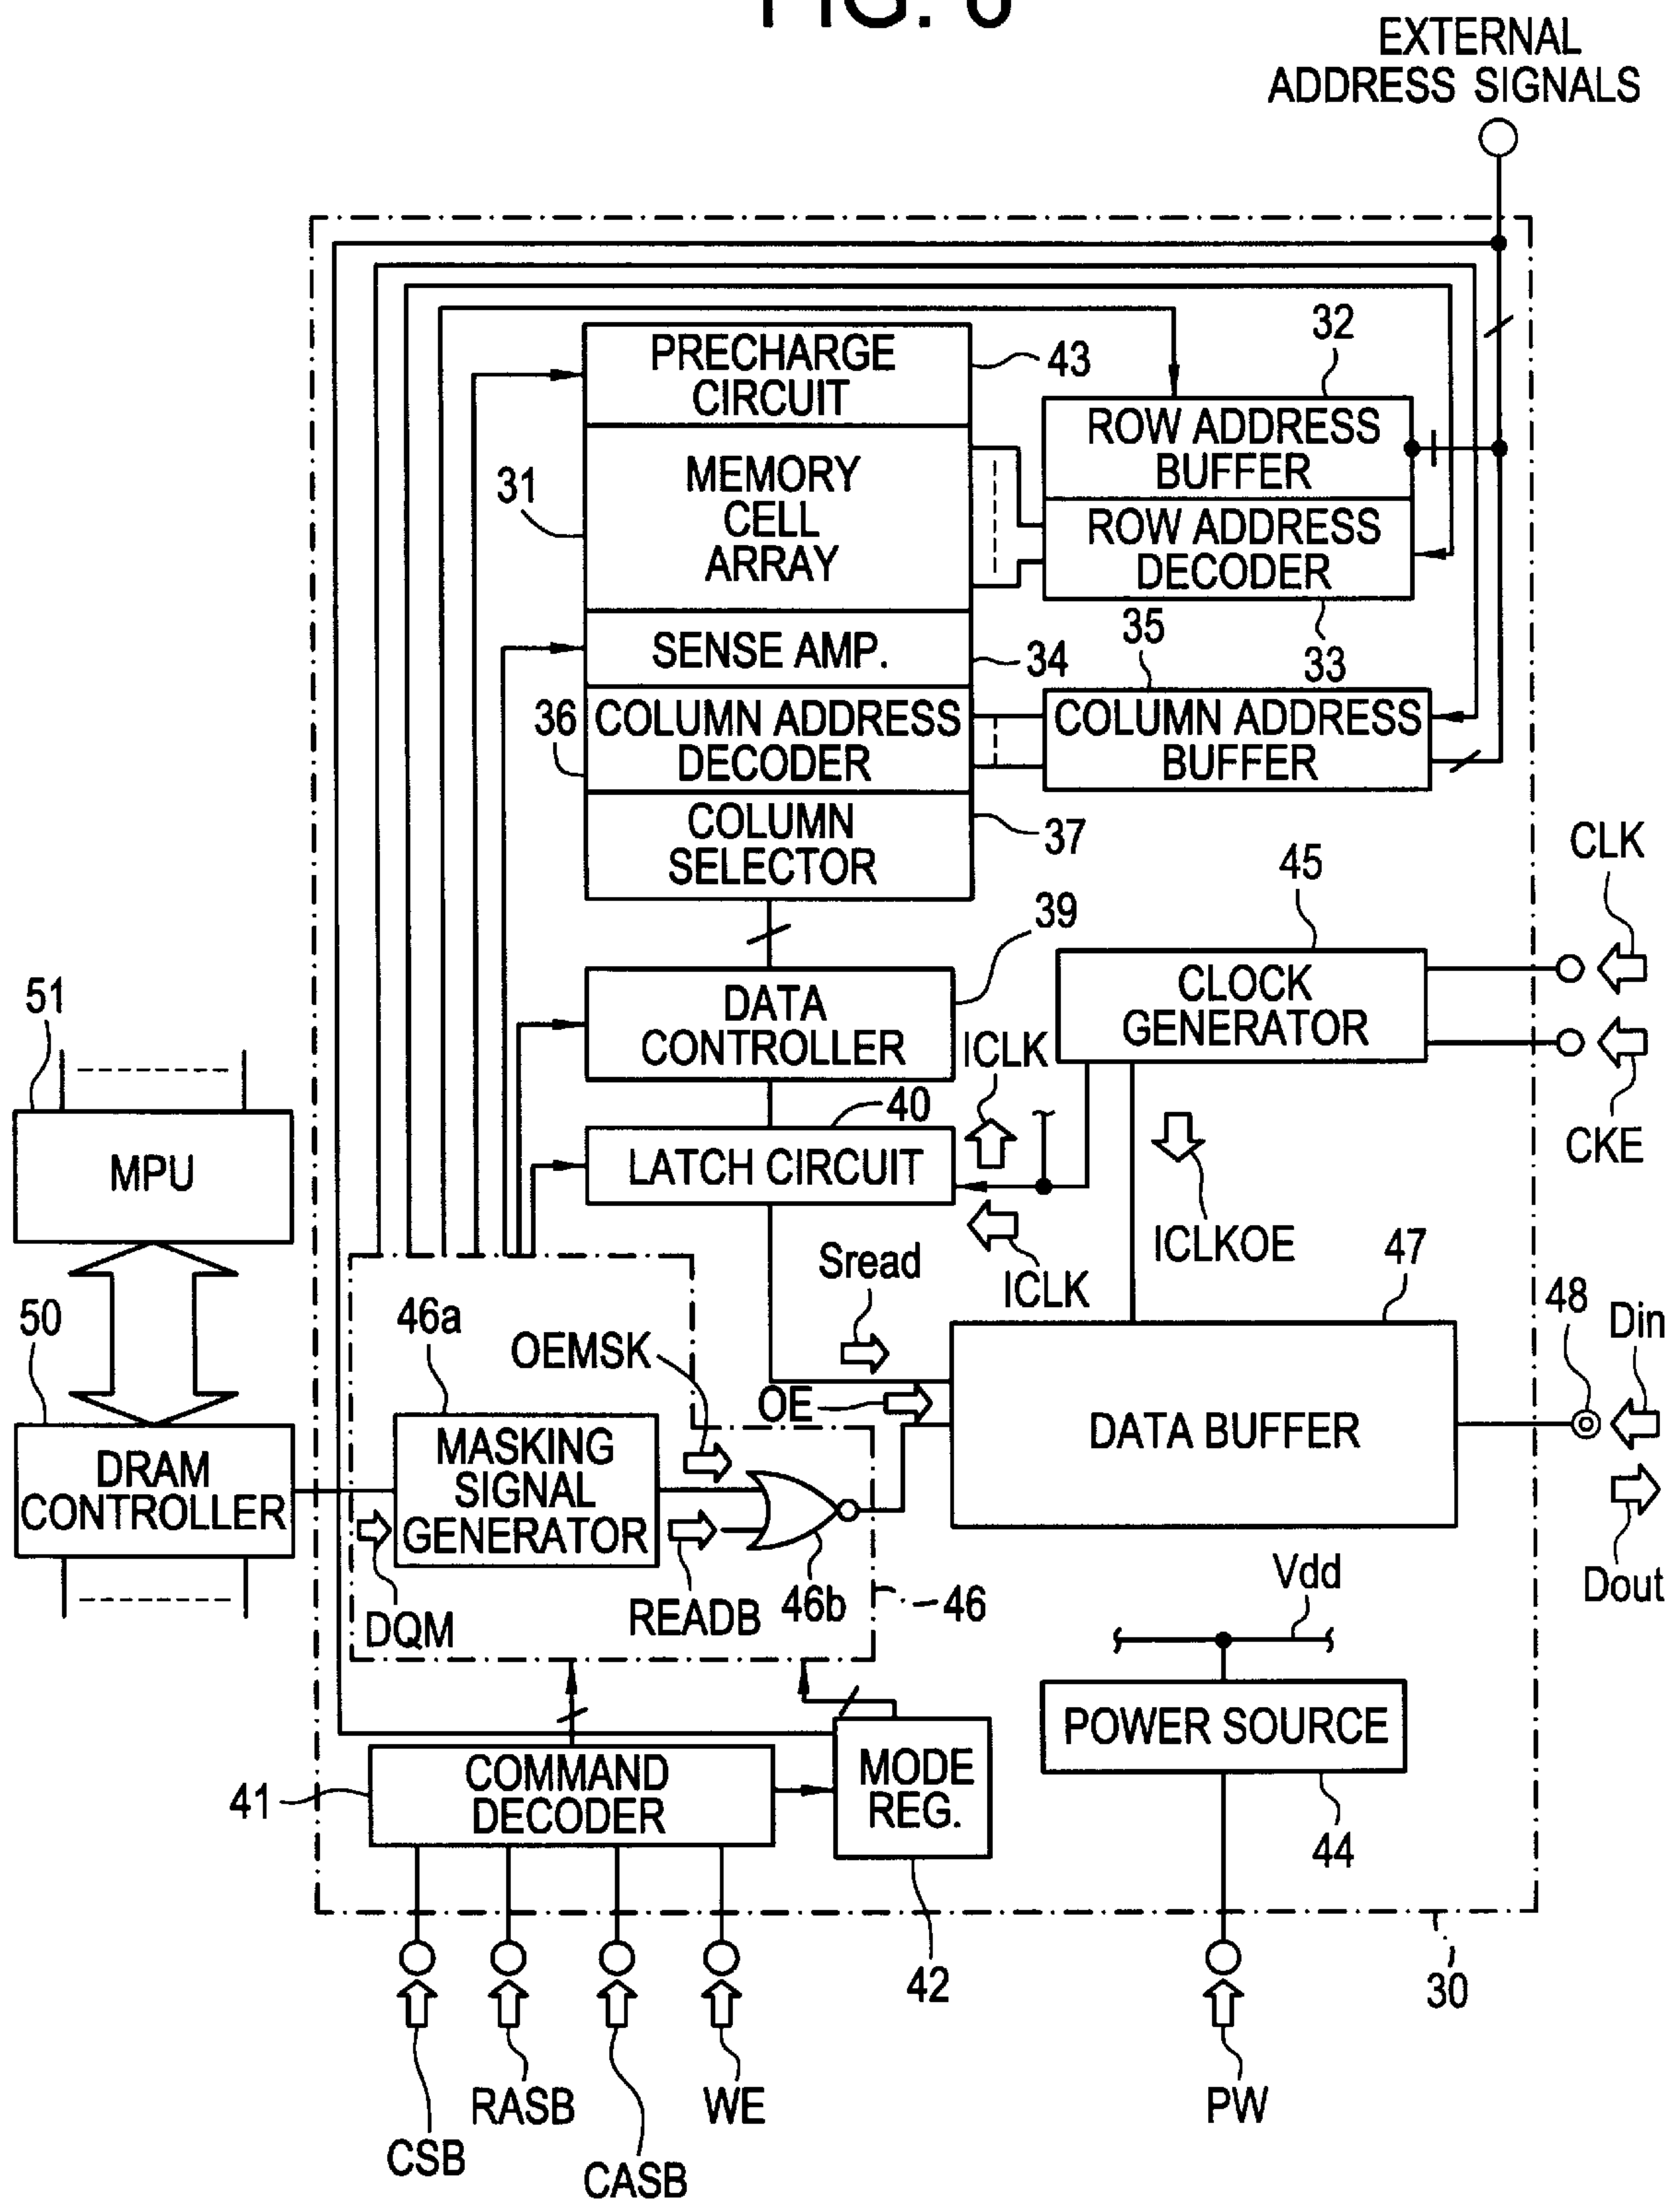 FIG. 6
EXTERNAL
ADDRESS SIGNALS
32
PRECHARGE
CIRCUIT
43
ROW ADDRESS
BUFFER
31
MEMORY
CELL
ARRAY
ROW ADDRESS
DECODER
35
33
SENSE AMP.
34
36
COLUMN ADDRESS
DECODER
COLUMN ADDRESS
BUFFER
COLUMN
SELECTOR
37
CLK
45
39
51
DATA
CONTROLLER
ICLK
CLOCK
GENERATOR
40
CKE
MPU
LATCH CIRCUIT
ICLKOE
47
Sread
ICLK
48
Din
50
46a
OEMSK
OE
DATA BUFFER
DRAM
CONTROLLER
MASKING
SIGNAL
GENERATOR
Vdd
Dout
DQM
READB
46b
46
POWER SOURCE
41
COMMAND
DECODER
MODE
REG.
44
42
30
RASB
WE
PW
CSB
CASB